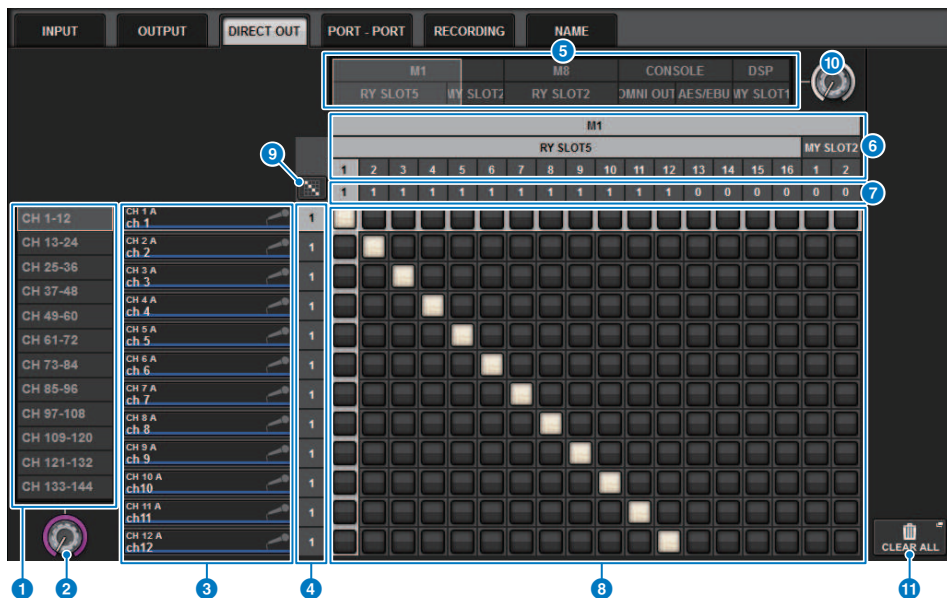 INPUT OUTPUT DIRECT OUT PORT - PORT RECORDING NAME
5
M1 M8 CONSOLE DSP
10
RY SLOT5 MY SLOT2 RY SLOT2 OMNI OUT AES/EBU MY SLOT1
M1
RY SLOT5 MY SLOT2
6
9
1 2 3 4 5 6 7 8 9 10 11 12 13 14 15 16 1 2
1 1 1 1 1 1 1 1 1 1 1 1 0 0 0 0 0 0
7
CH 1-12
CH 13-24
CH 25-36
CH 37-48
CH 49-60
CH 61-72
CH 73-84
CH 85-96
CH 97-108
CH 109-120
CH 121-132
CH 133-144
CH 1 A
ch 1
1
CH 2 A
ch 2
1
CH 3 A
ch 3
1
CH 4 A
ch 4
1
CH 5 A
ch 5
1
CH 6 A
ch 6
1
CH 7 A
ch 7
1
CH 8 A
ch 8
1
CH 9 A
ch 9
1
CH 10 A
ch10
1
CH 11 A
ch11
1
CH 12 A
ch12
1
CLEAR ALL
1 2 3 4 8 11